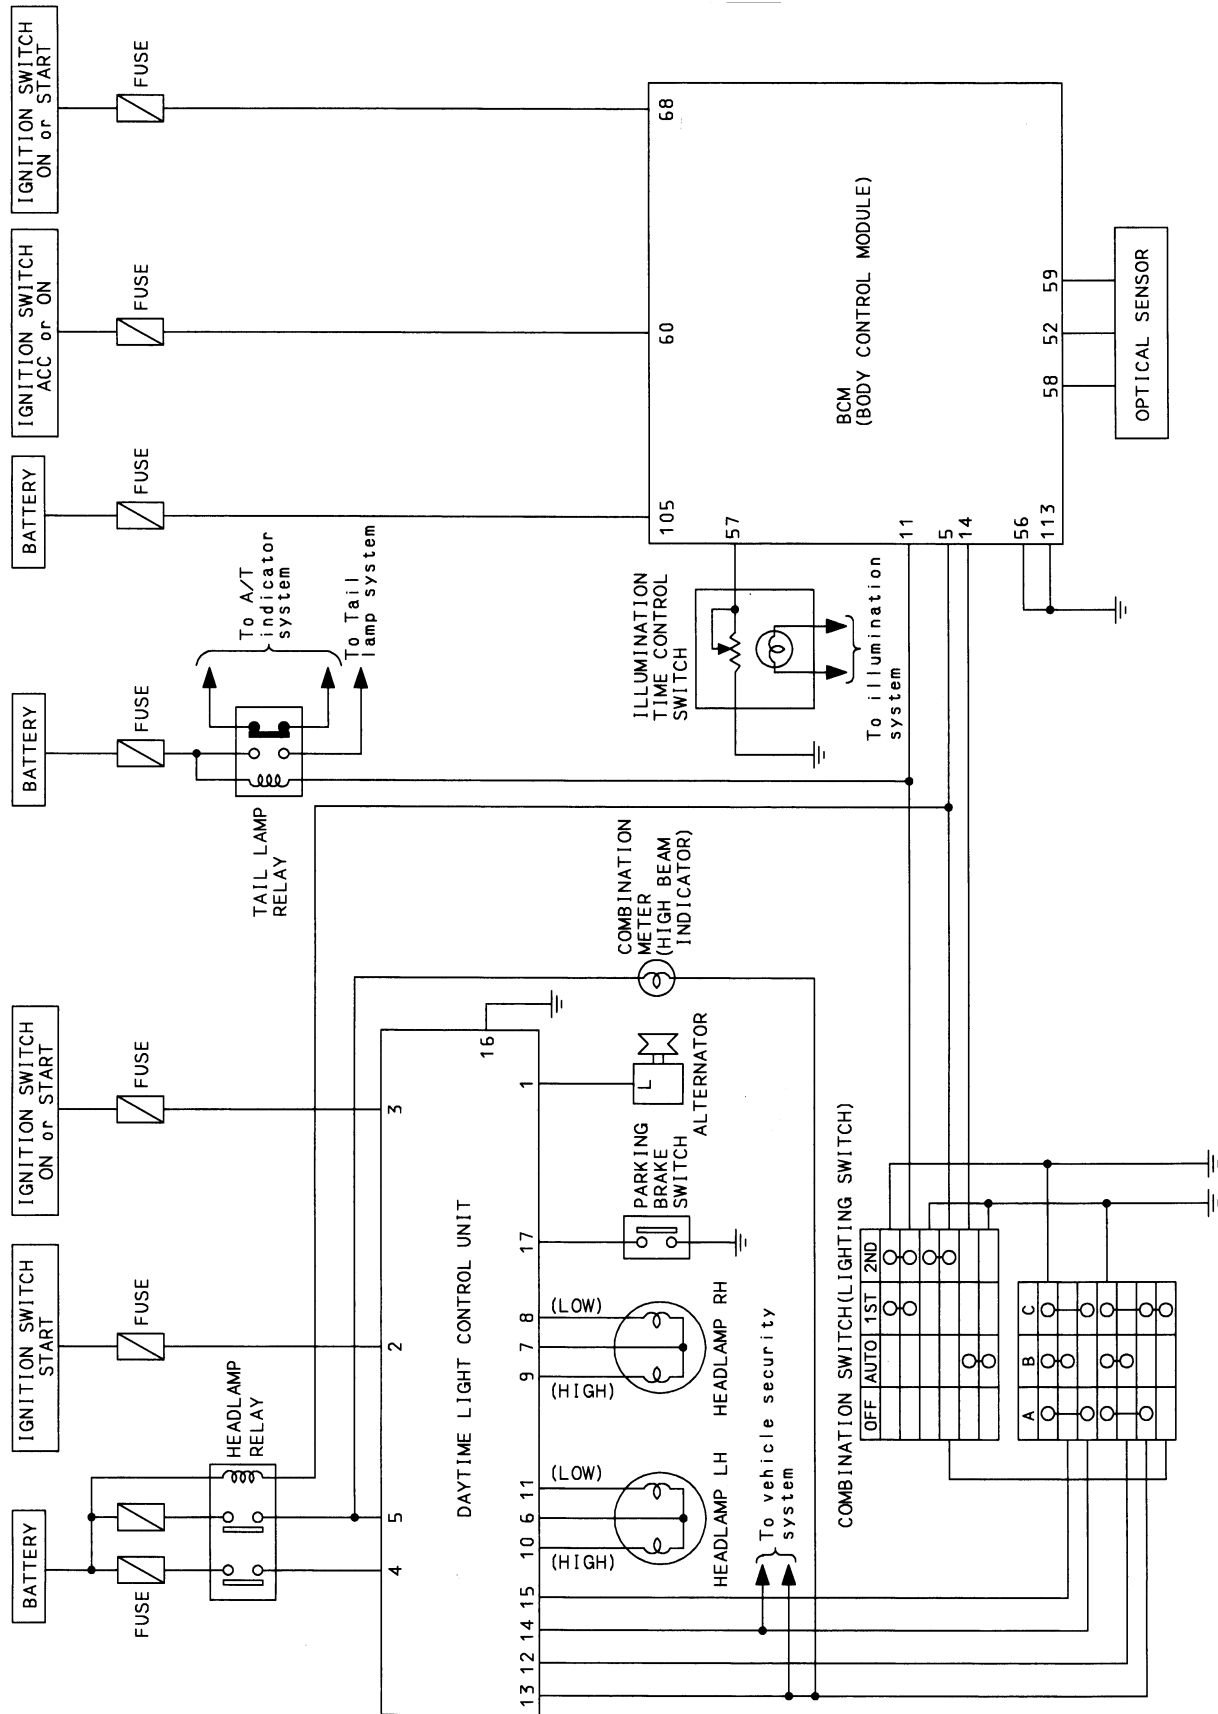 BATTERY
FUSE
HEADLAMP
RELAY
IGNITION SWITCH
START
FUSE
IGNITION SWITCH
ON or START
FUSE
BATTERY
FUSE
TAIL LAMP
RELAY
To A/T
indicator
system
To Tail
lamp system
BATTERY
FUSE
IGNITION SWITCH
ACC or ON
FUSE
IGNITION SWITCH
ON or START
FUSE
4
5
2
3
16
DAYTIME LIGHT CONTROL UNIT
13
12
14
15
10
6
11
9
7
8
17
1
(HIGH)
(LOW)
HEADLAMP LH
(HIGH)
(LOW)
HEADLAMP RH
PARKING
BRAKE
SWITCH
L
ALTERNATOR
COMBINATION
METER
(HIGH BEAM
INDICATOR)
To vehicle security
system
ILLUMINATION
TIME CONTROL
SWITCH
To illumination
system
105
60
68
57
11
5
14
56
113
58
52
59
BCM
(BODY CONTROL MODULE)
OPTICAL SENSOR
COMBINATION SWITCH(LIGHTING SWITCH)
OFF
AUTO
1ST
2ND
A
B
C